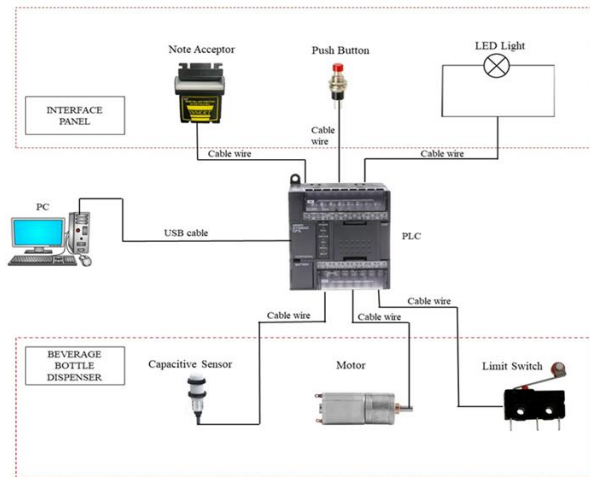 Note Acceptor
Push Button
LED Light
INTERFACE
PANEL
Cable wire
Cable
wire
Cable wire
PC
USB cable
PLC
Cable wire
Cable wire
Cable wire
BEVERAGE
BOTTLE
DISPENSER
Capacitive Sensor
Motor
Limit Switch